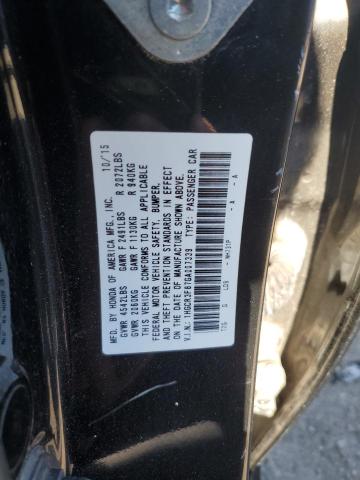 MFD. BY HONDA OF AMERICA MFG., INC. 10/15
GVWR 4542LBS GAWR F 2491LBS R 2072LBS
GVWR 2060KG GAWR F 1130KG R 940KG
THIS VEHICLE CONFORMS TO ALL APPLICABLE
FEDERAL MOTOR VEHICLE SAFETY, BUMPER,
AND THEFT PREVENTION STANDARDS IN EFFECT
ON THE DATE OF MANUFACTURE SHOWN ABOVE.
V.I.N.: TYPE: PASSENGER CAR
NH731P A - A